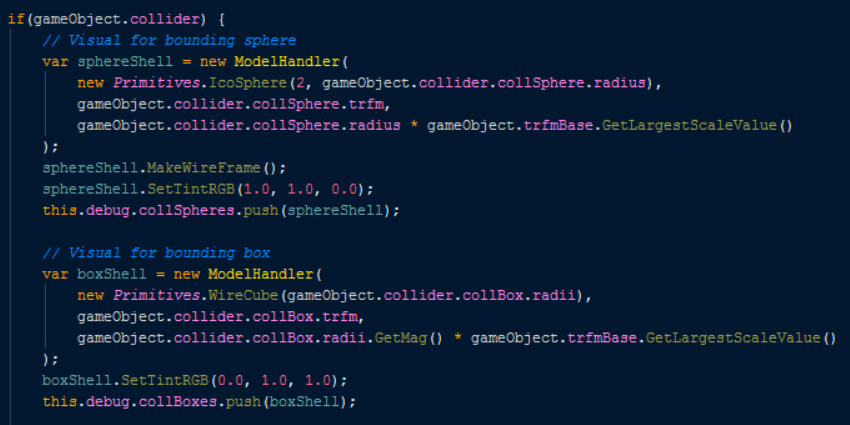 if(gameObject.collider) {
// Visual for bounding sphere
var sphereShell = new ModelHandler(
new Primitives.IcoSphere(2, gameObject.collider.collSphere.radius),
gameObject.collider.collSphere.trfm,
gameObject.collider.collSphere.radius * gameObject.trfmBase.GetLargestScaleValue()
);
sphereShell.MakeWireFrame();
sphereShell.SetTintRGB(1.0, 1.0, 0.0);
this.debug.collSpheres.push(sphereShell);
// Visual for bounding box
var boxShell = new ModelHandler(
new Primitives.WireCube(gameObject.collider.collBox.radii),
gameObject.collider.collBox.trfm,
gameObject.collider.collBox.radii.GetMag() * gameObject.trfmBase.GetLargestScaleValue()
);
boxShell.SetTintRGB(0.0, 1.0, 1.0);
this.debug.collBoxes.push(boxShell);